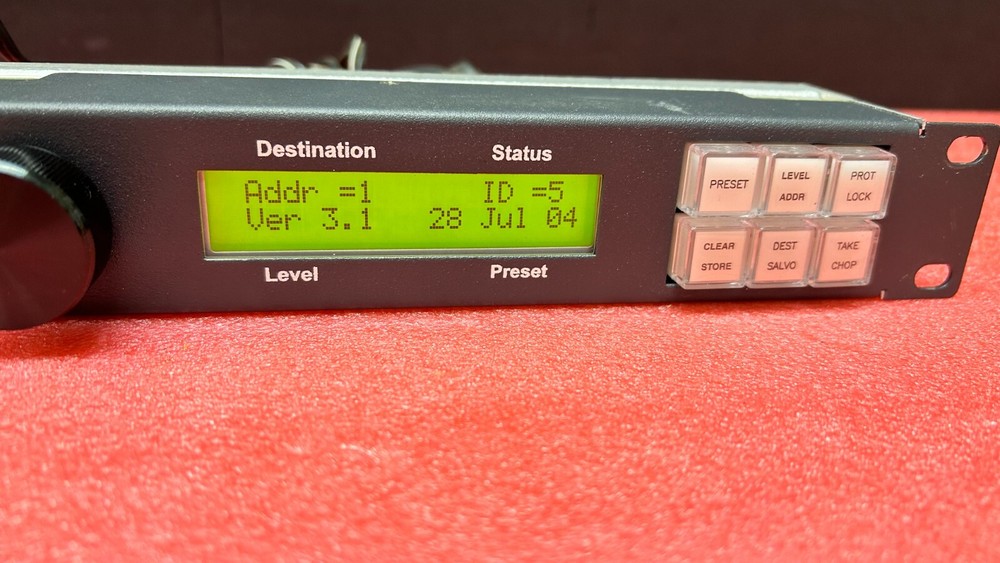 Destination Status
Addr =1 ID =5
Ver 3.1 28 Jul 04
Level Preset
PRESET
LEVEL
ADDR
PROT
LOCK
CLEAR
STORE
DEST
SALVO
TAKE
CHOP